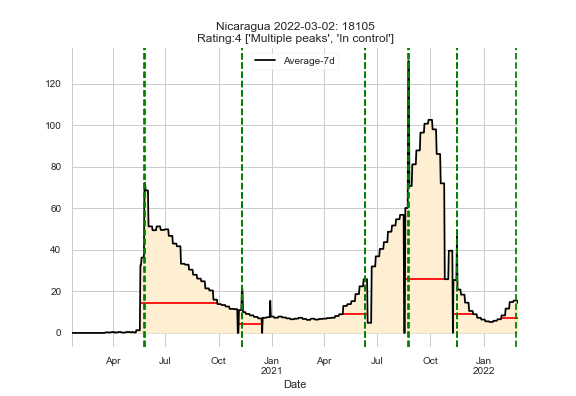 Nicaragua 2022-03-02: 18105
Rating:4 ['Multiple peaks', 'In control']
Average-7d
120
100
80
60
40
20
0
Apr Jul Oct Jan Apr Jul Oct Jan
2021 2022
Date